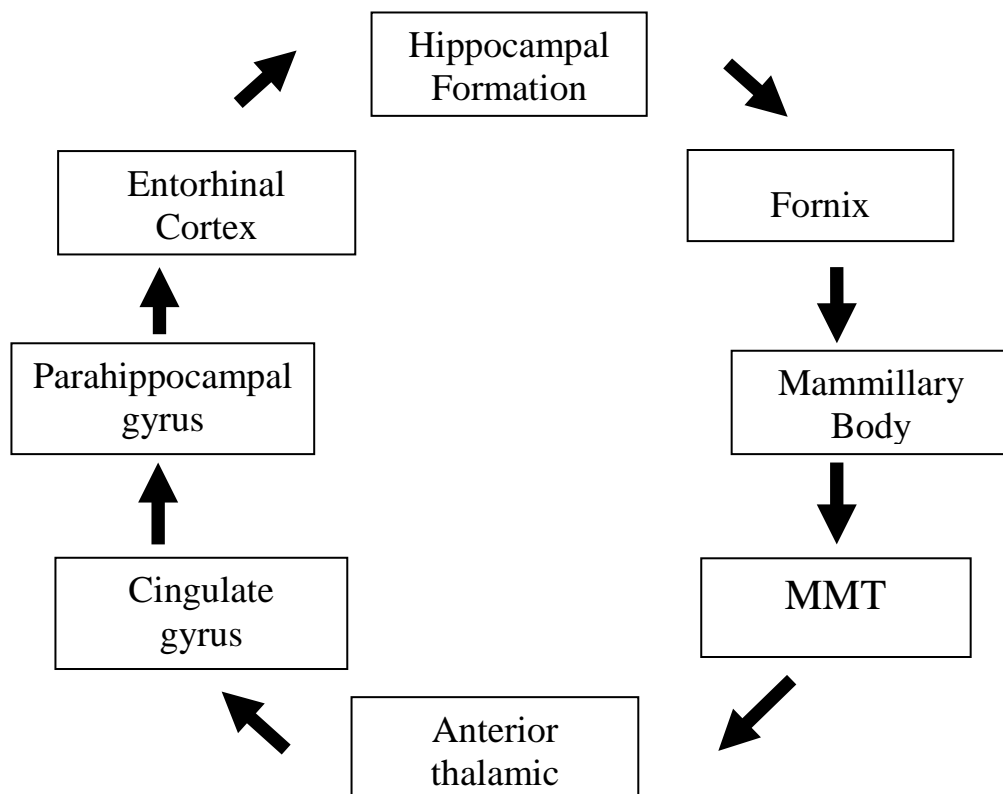 Hippocampal
Formation
Entorhinal
Cortex
Fornix
Parahippocampal
gyrus
Mammillary
Body
Cingulate
gyrus
MMT
Anterior
thalamic